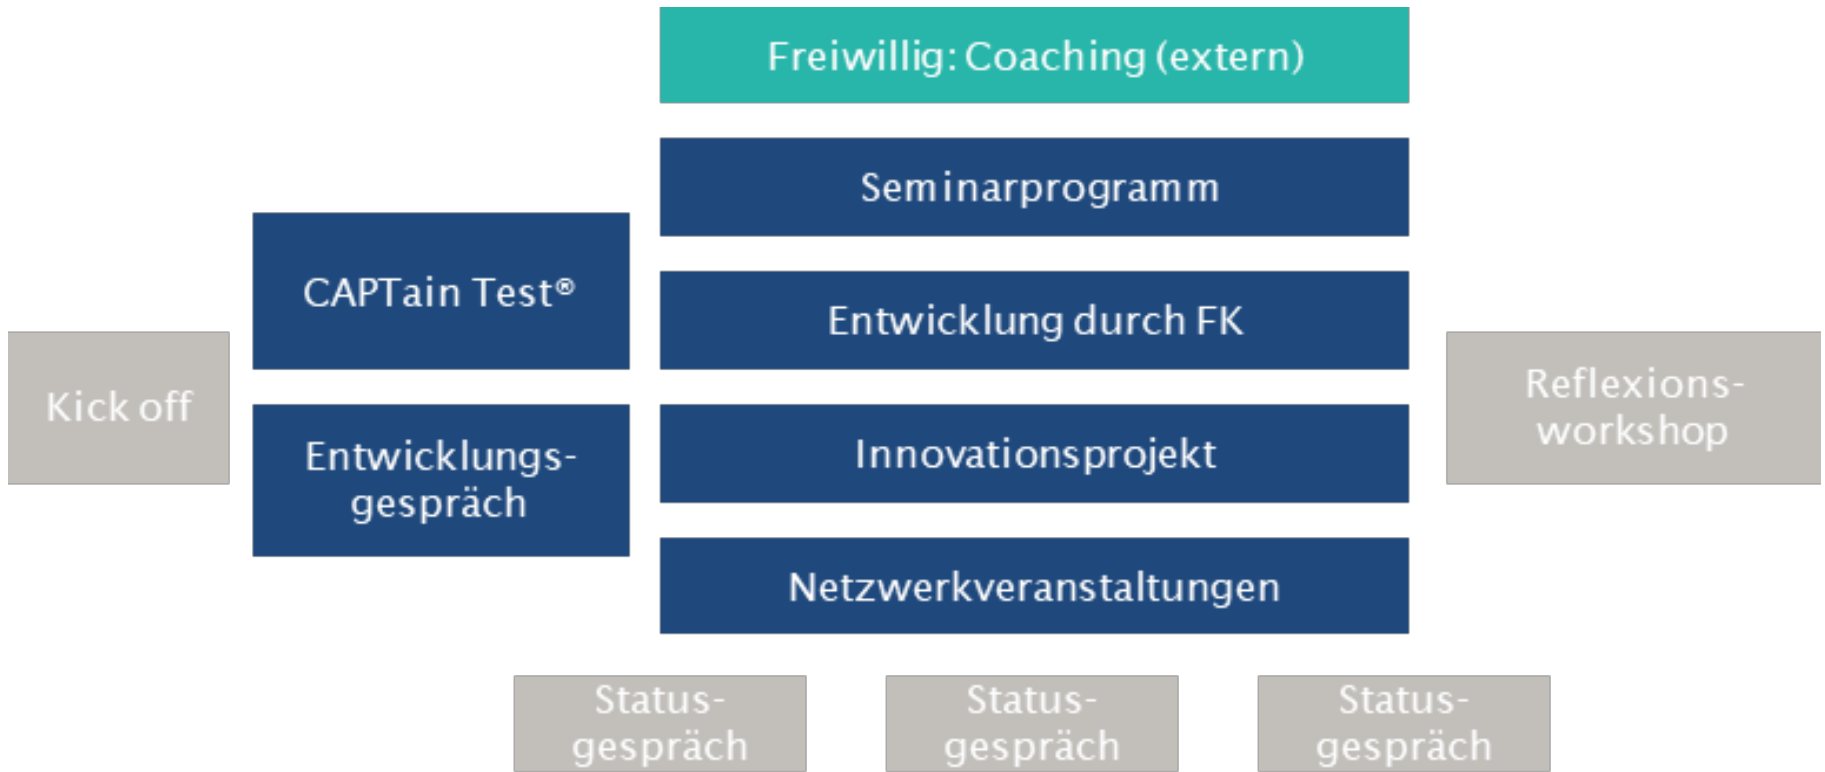 Freiwillig: Coaching (extern)
Seminarprogramm
CAPTain Test®
Entwicklung durch FK
Kick off
Reflexions-
workshop
Entwicklungs-
gespräch
Innovationsprojekt
Netzwerkveranstaltungen
Status-
gespräch
Status-
gespräch
Status-
gespräch